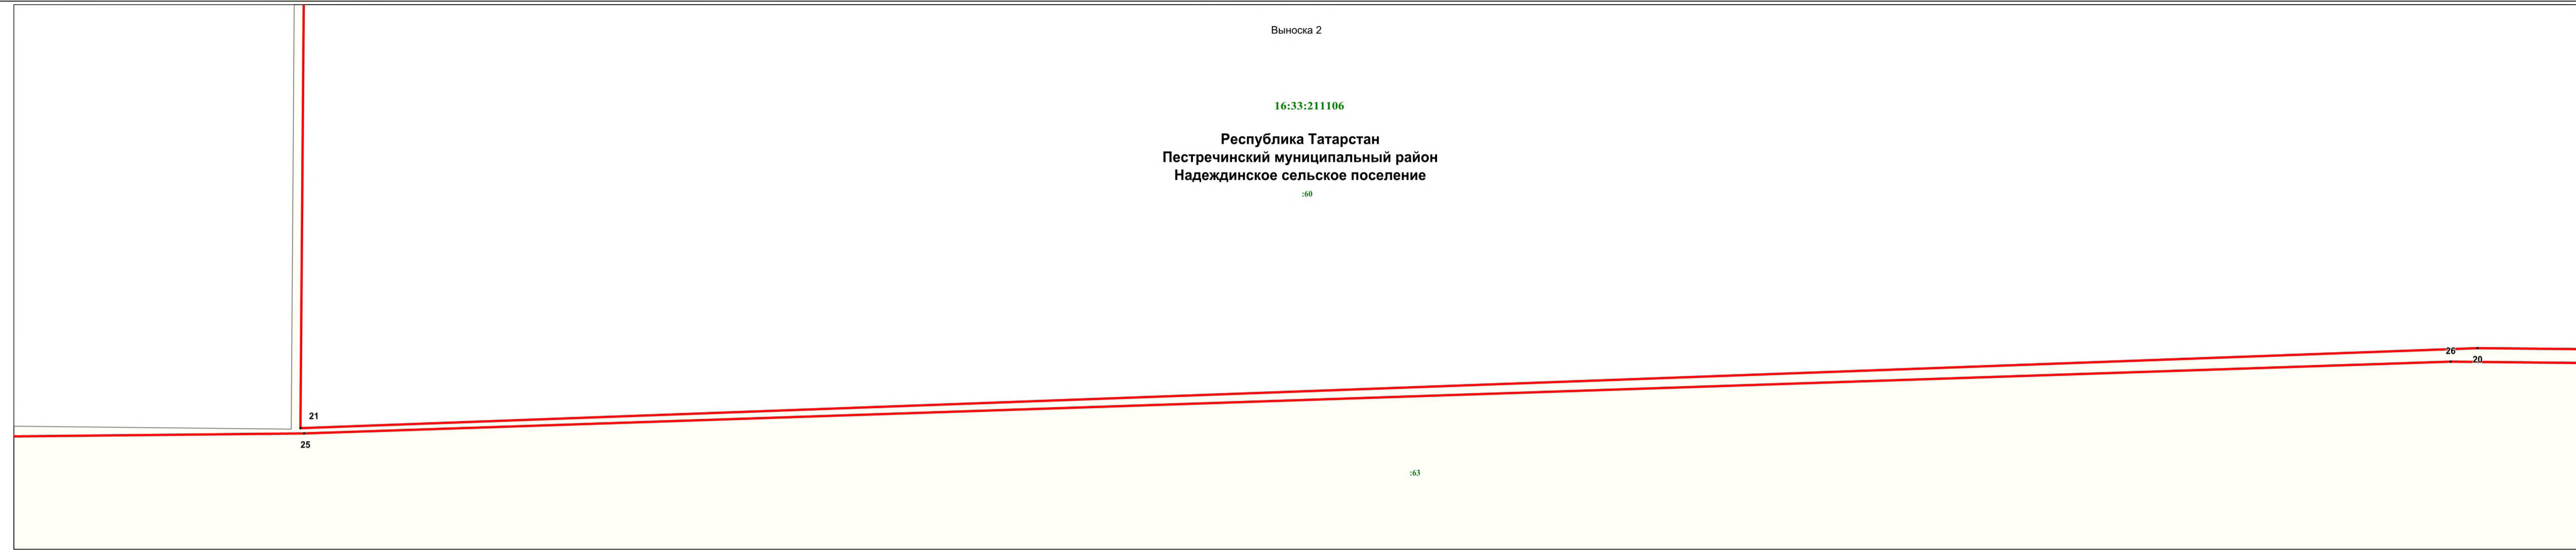 Выноска 2
16:33:211106
Республика Татарстан
Пестречинский муниципальный район
Надеждинское сельское поселение
:60
26
20
21
25
:63